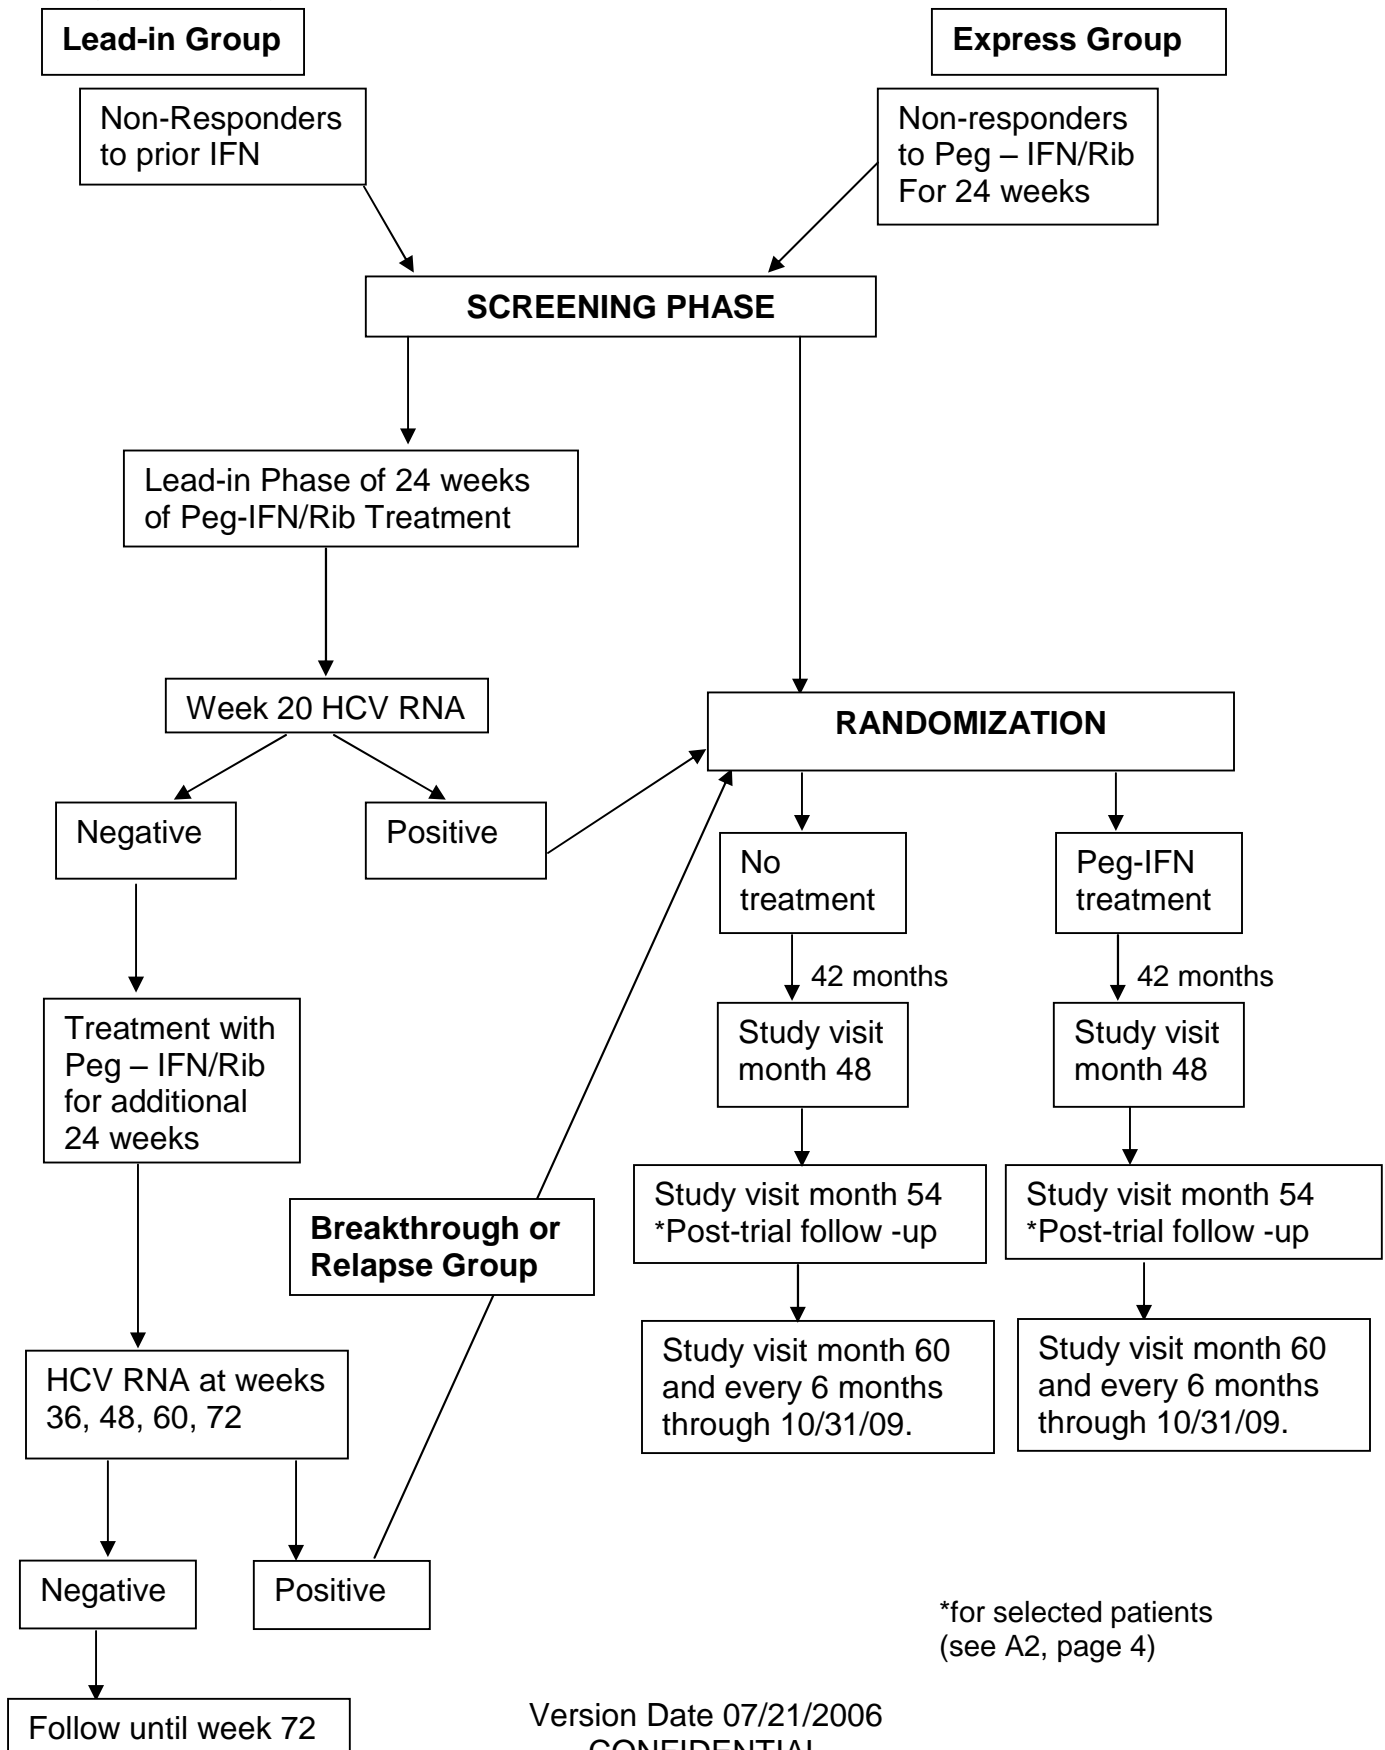 Lead-in Group
Express Group
Non-Responders
to prior IFN
Non-responders
to Peg – IFN/Rib
For 24 weeks
SCREENING PHASE
Lead-in Phase of 24 weeks
of Peg-IFN/Rib Treatment
Week 20 HCV RNA
RANDOMIZATION
Negative
Positive
No
treatment
Peg-IFN
treatment
42 months
42 months
Treatment with
Peg – IFN/Rib
for additional
24 weeks
Study visit
month 48
Study visit
month 48
Breakthrough or
Relapse Group
Study visit month 54
*Post-trial follow -up
Study visit month 54
*Post-trial follow -up
HCV RNA at weeks
36, 48, 60, 72
Study visit month 60
and every 6 months
through 10/31/09.
Study visit month 60
and every 6 months
through 10/31/09.
Negative
Positive
*for selected patients
(see A2, page 4)
Follow until week 72
Version Date 07/21/2006
CONFIDENTIAL